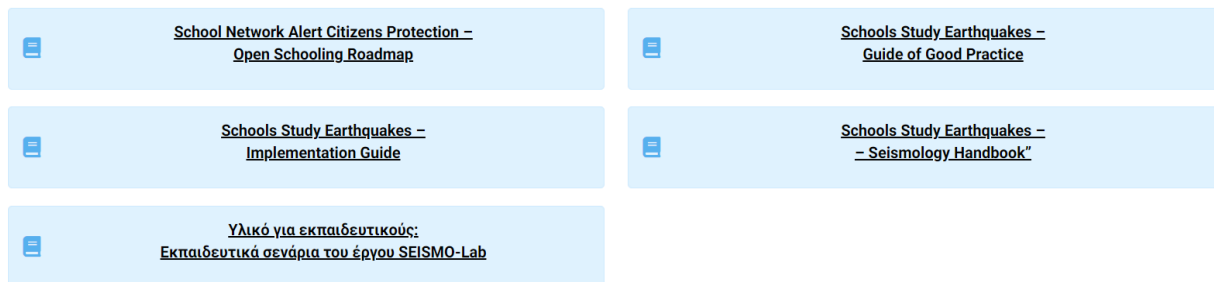 School Network Alert Citizens Protection –
Open Schooling Roadmap
Schools Study Earthquakes –
Guide of Good Practice
Schools Study Earthquakes –
Implementation Guide
Schools Study Earthquakes –
– Seismology Handbook”
Υλικό για εκπαιδευτικούς:
Εκπαιδευτικά σενάρια του έργου SEISMO-Lab